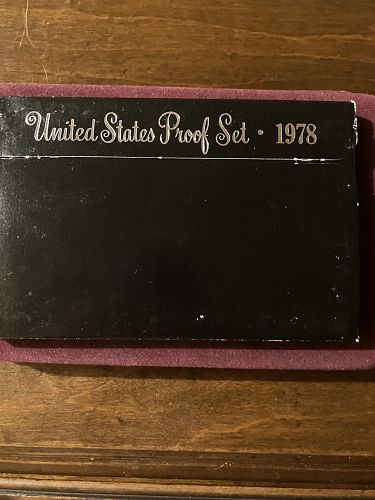 United States Proof Set · 1978